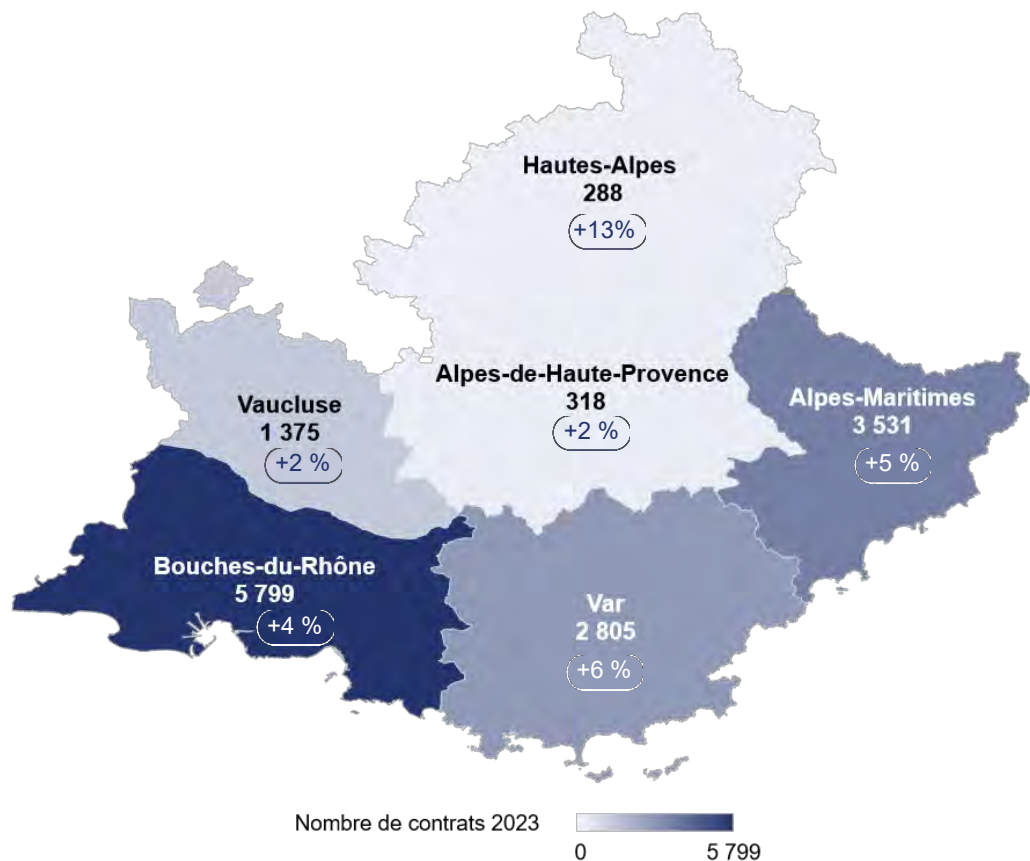 Hautes-Alpes
288
+13%
Alpes-de-Haute-Provence
318
+2 %
Vaucluse
1 375
+2 %
Alpes-Maritimes
3 531
+5 %
Bouches-du-Rhône
5 799
+4 %
Var
2 805
+6 %
Nombre de contrats 2023
0 5 799